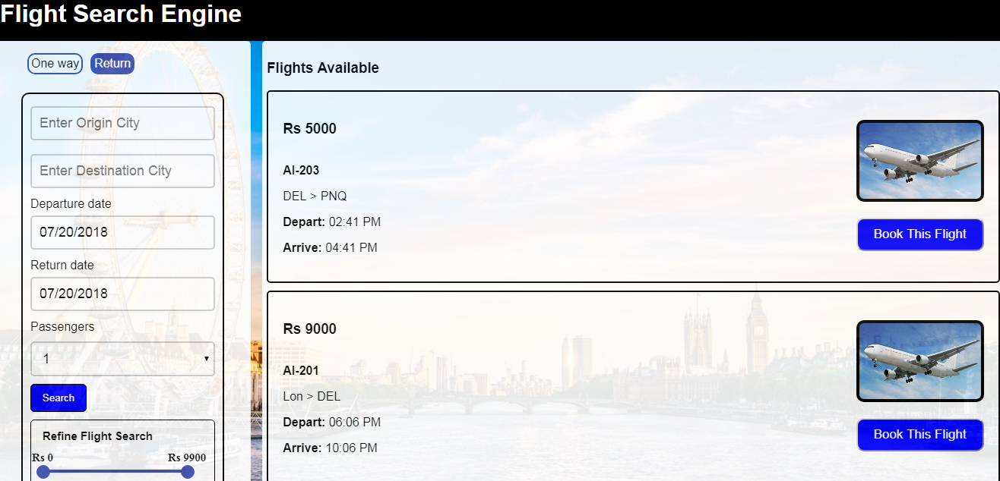 Flight Search Engine
One way Return
Enter Origin City
Enter Destination City
Departure date
07/20/2018
Return date
07/20/2018
Passengers
1
Search
Refine Flight Search
Rs 0 Rs 9900
Flights Available
Rs 5000
AI-203
DEL > PNQ
Depart: 02:41 PM
Arrive: 04:41 PM
Book This Flight
Rs 9000
AI-201
Lon > DEL
Depart: 06:06 PM
Arrive: 10:06 PM
Book This Flight